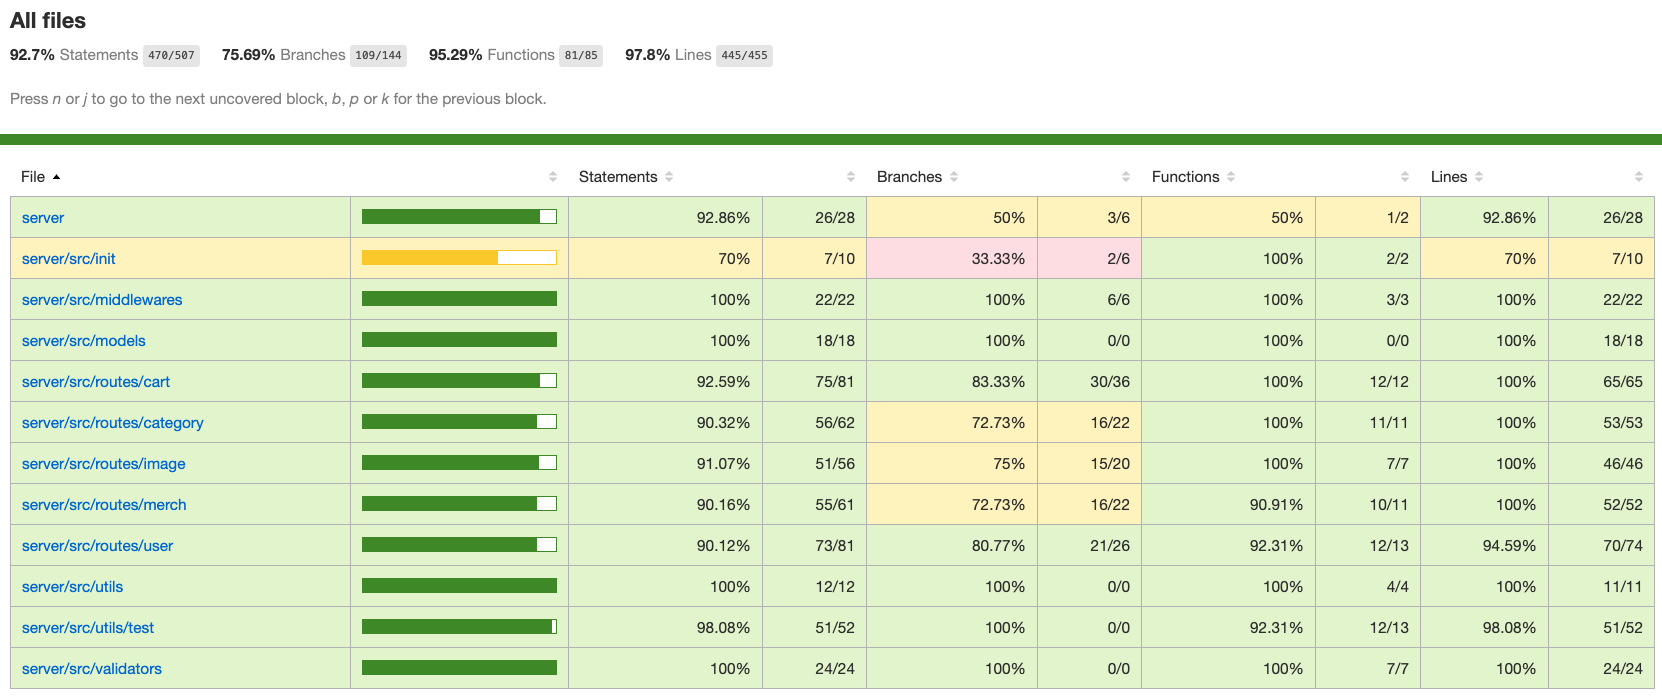 All files
92.7% Statements 470/507 75.69% Branches 109/144 95.29% Functions 81/85 97.8% Lines 445/455
Press n or j to go to the next uncovered block, b, p or k for the previous block.
File Statements Branches Functions Lines
server 92.86% 26/28 50% 3/6 50% 1/2 92.86% 26/28
server/src/init 70% 7/10 33.33% 2/6 100% 2/2 70% 7/10
server/src/middlewares 100% 22/22 100% 6/6 100% 3/3 100% 22/22
server/src/models 100% 18/18 100% 0/0 100% 0/0 100% 18/18
server/src/routes/cart 92.59% 75/81 83.33% 30/36 100% 12/12 100% 65/65
server/src/routes/category 90.32% 56/62 72.73% 16/22 100% 11/11 100% 53/53
server/src/routes/image 91.07% 51/56 75% 15/20 100% 7/7 100% 46/46
server/src/routes/merch 90.16% 55/61 72.73% 16/22 90.91% 10/11 100% 52/52
server/src/routes/user 90.12% 73/81 80.77% 21/26 92.31% 12/13 94.59% 70/74
server/src/utils 100% 12/12 100% 0/0 100% 4/4 100% 11/11
server/src/utils/test 98.08% 51/52 100% 0/0 92.31% 12/13 98.08% 51/52
server/src/validators 100% 24/24 100% 0/0 100% 7/7 100% 24/24